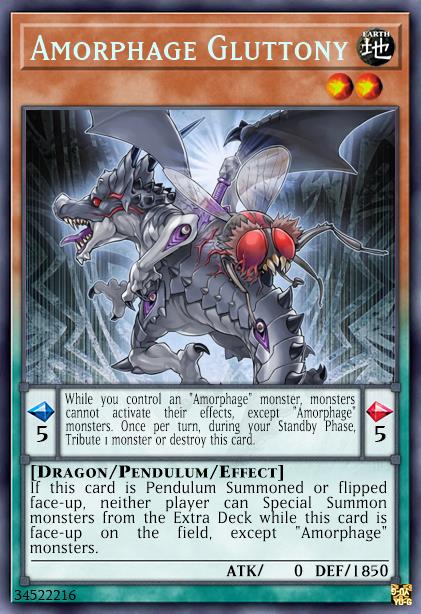 AMORPHAGE GLUTTONY
EARTH
地
While you control an "Amorphage" monster, monsters
cannot activate their effects, except "Amorphage"
monsters. Once per turn, during your Standby Phase,
Tribute 1 monster or destroy this card.
5
5
[DRAGON/PENDULUM/EFFECT]
If this card is Pendulum Summoned or flipped
face-up, neither player can Special Summon
monsters from the Extra Deck while this card is
face-up on the field, except "Amorphage"
monsters.
ATK/ 0 DEF/1850
34522216